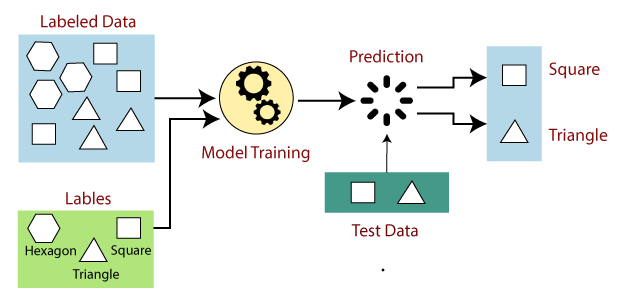 Labeled Data
Prediction
Square
Triangle
Model Training
Lables
Hexagon
Square
Triangle
Test Data